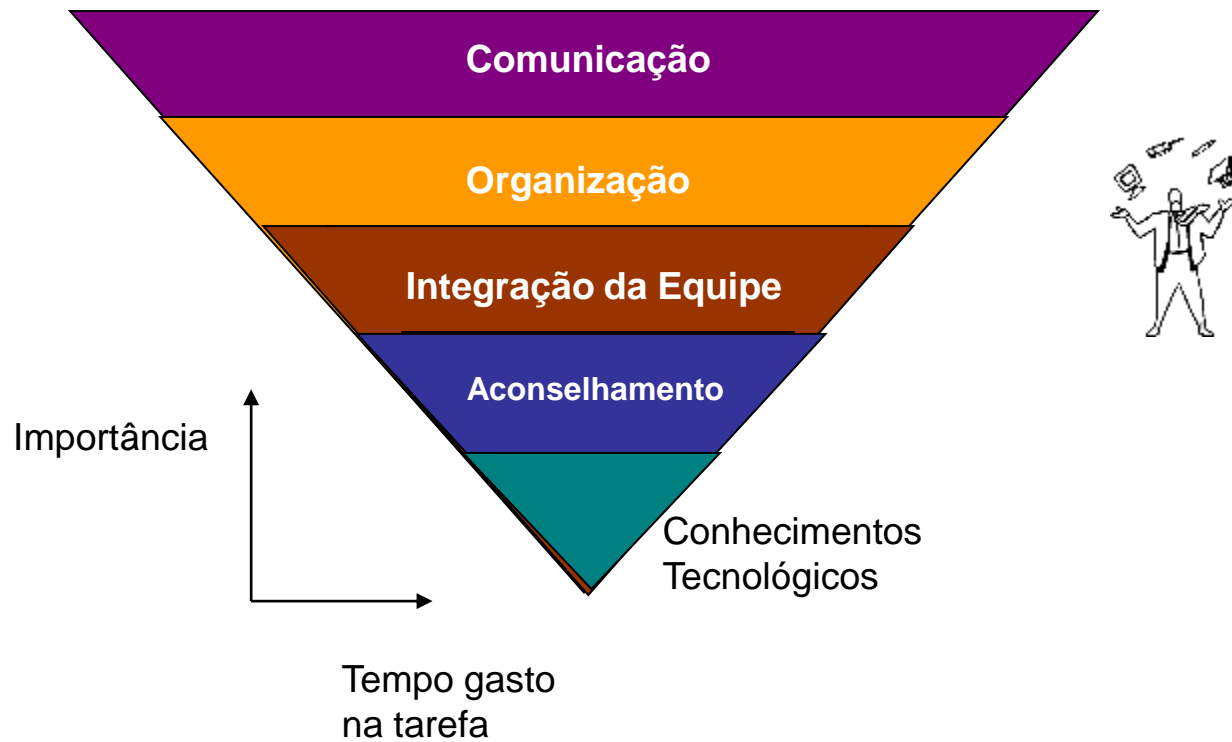 Comunicação
Organização
Integração da Equipe
Aconselhamento
Importância
Conhecimentos
Tecnológicos
Tempo gasto
na tarefa